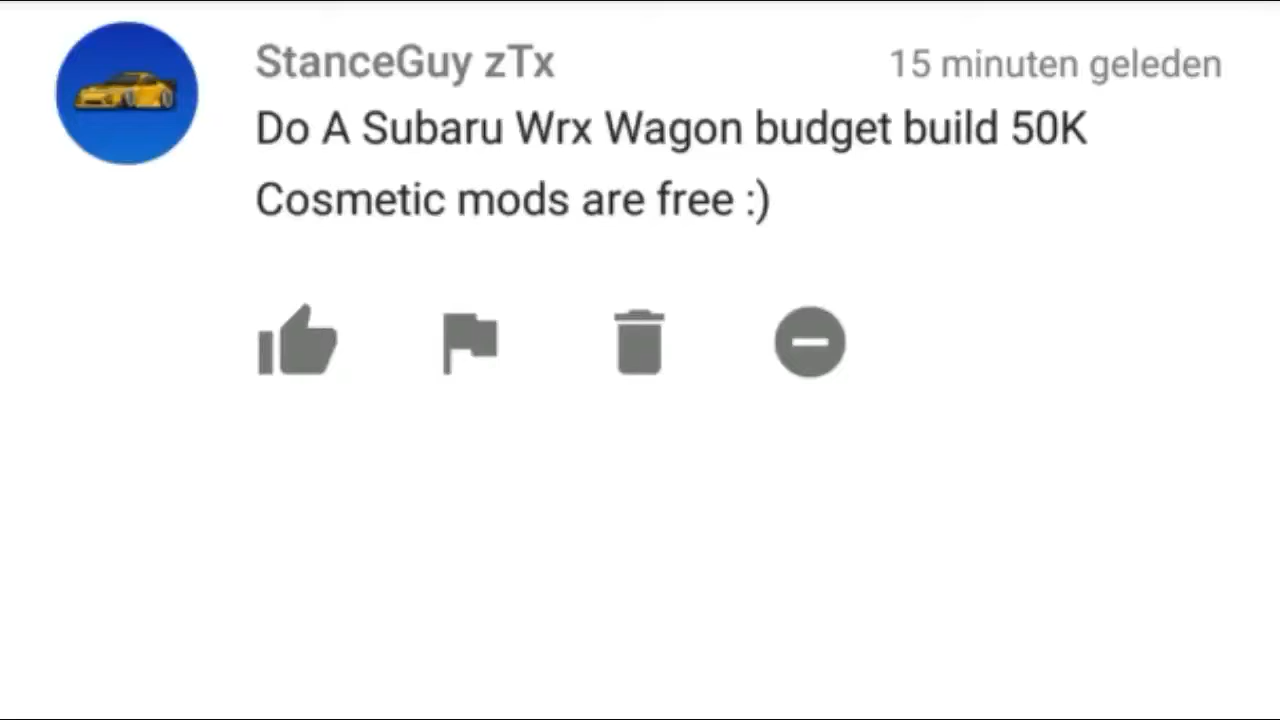 StanceGuy zTx 15 minuten geleden
Do A Subaru Wrx Wagon budget build 50K
Cosmetic mods are free :)